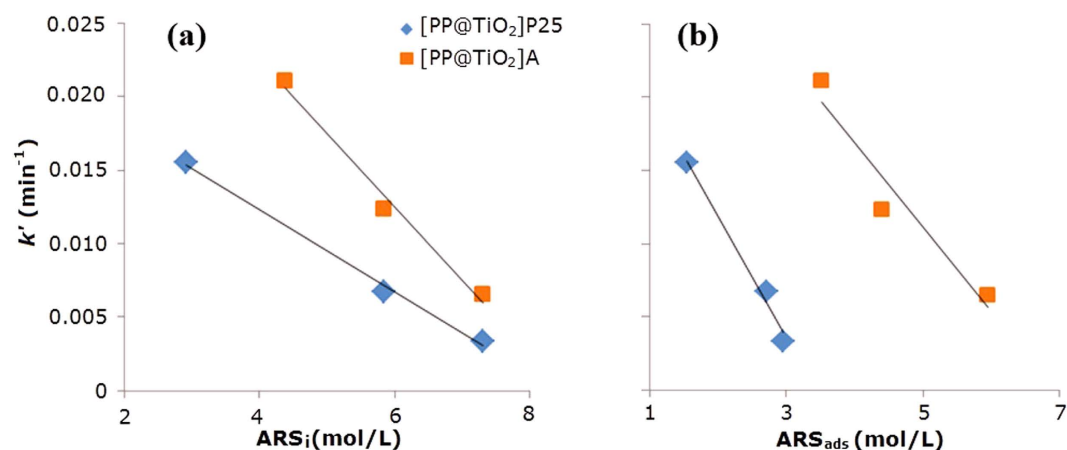 0.025
0.020
0.015
0.010
0.005
0
k' (min⁻¹)
(a)
[PP@TiO₂]P25
[PP@TiO₂]A
2 4 6 8
ARSᵢ(mol/L)
(b)
1 3 5 7
ARS_ads(mol/L)